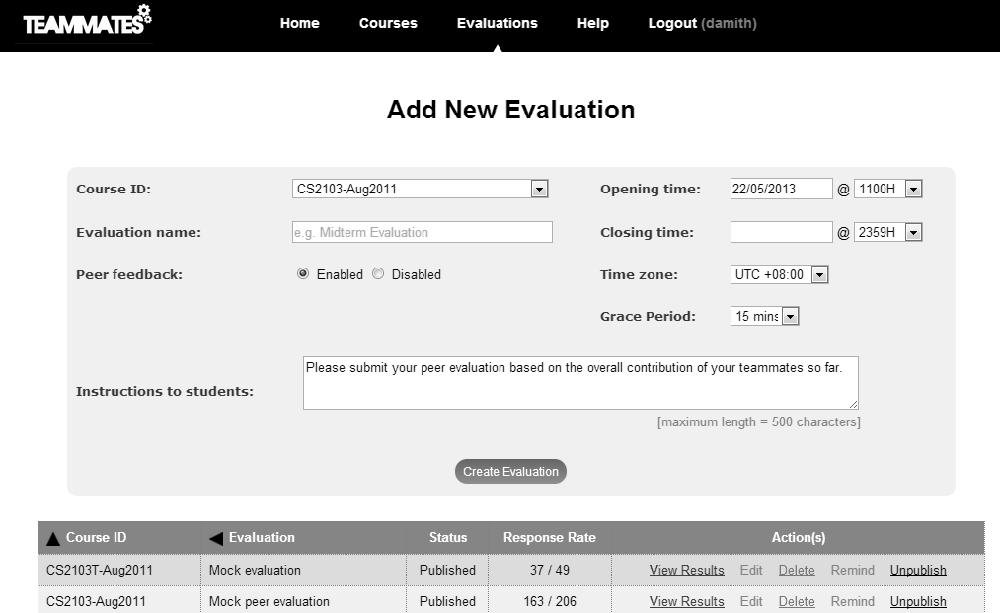 TEAMMATES Home Courses Evaluations Help Logout (damith)
Add New Evaluation
Course ID: CS2103-Aug2011 Opening time: 22/05/2013 @ 1100H
Evaluation name: e.g. Midterm Evaluation Closing time: @ 2359H
Peer feedback: Enabled Disabled Time zone: UTC +08:00
Grace Period: 15 mins
Please submit your peer evaluation based on the overall contribution of your teammates so far.
Instructions to students:
[maximum length = 500 characters]
Create Evaluation
Course ID Evaluation Status Response Rate Action(s)
CS2103T-Aug2011 Mock evaluation Published 37 / 49 View Results Edit Delete Remind Unpublish
CS2103-Aug2011 Mock peer evaluation Published 163 / 206 View Results Edit Delete Remind Unpublish